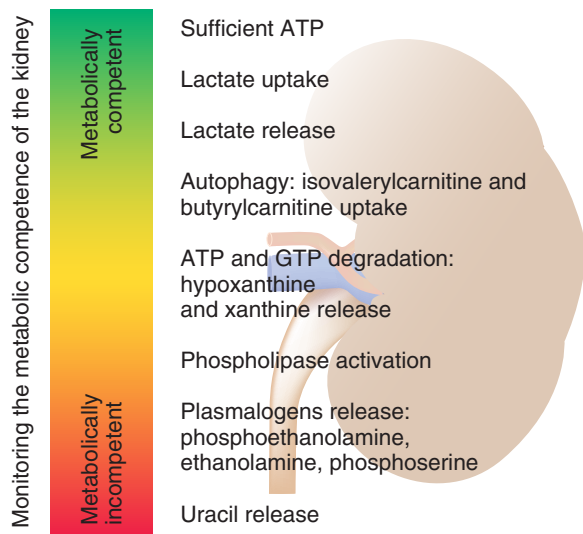 Monitoring the metabolic competence of the kidney
Metabolically
competent
Metabolically
incompetent
Sufficient ATP
Lactate uptake
Lactate release
Autophagy: isovalerylcarnitine and
butyrylcarnitine uptake
ATP and GTP degradation:
hypoxanthine
and xanthine release
Phospholipase activation
Plasmalogens release:
phosphoethanolamine,
ethanolamine, phosphoserine
Uracil release